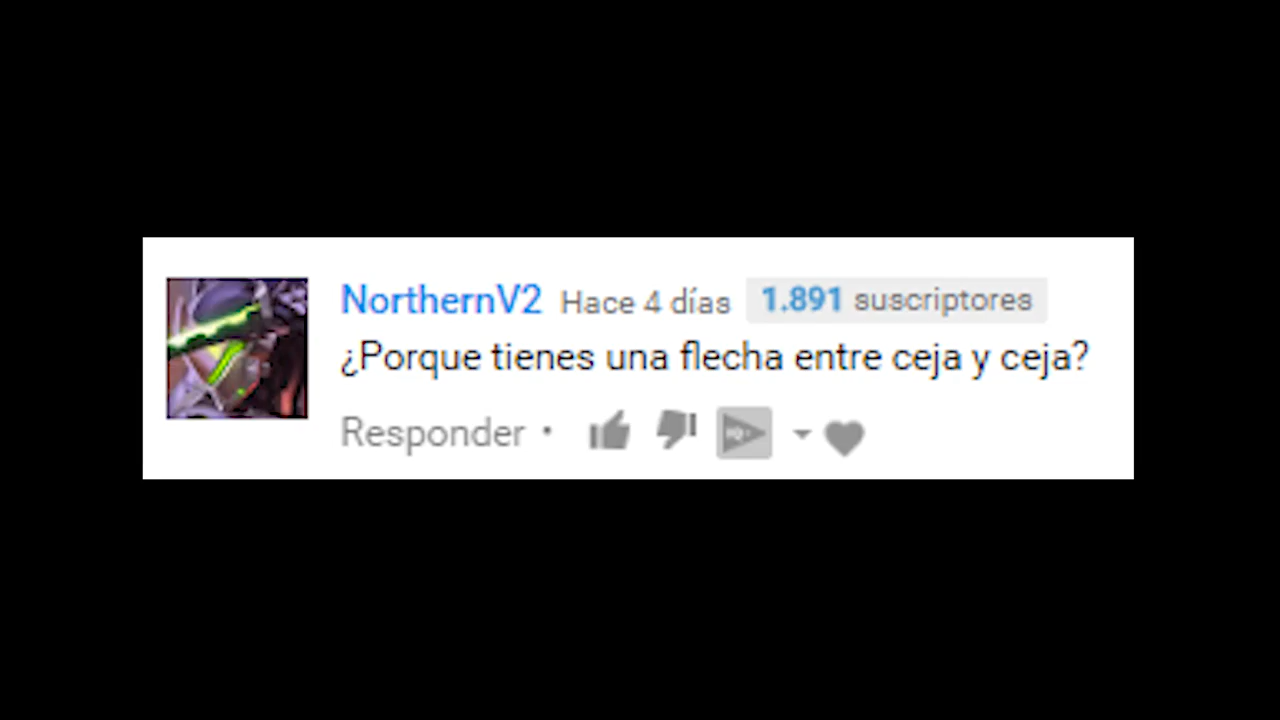 NorthernV2 Hace 4 días 1.891 suscriptores
¿Porque tienes una flecha entre ceja y ceja?
Responder •